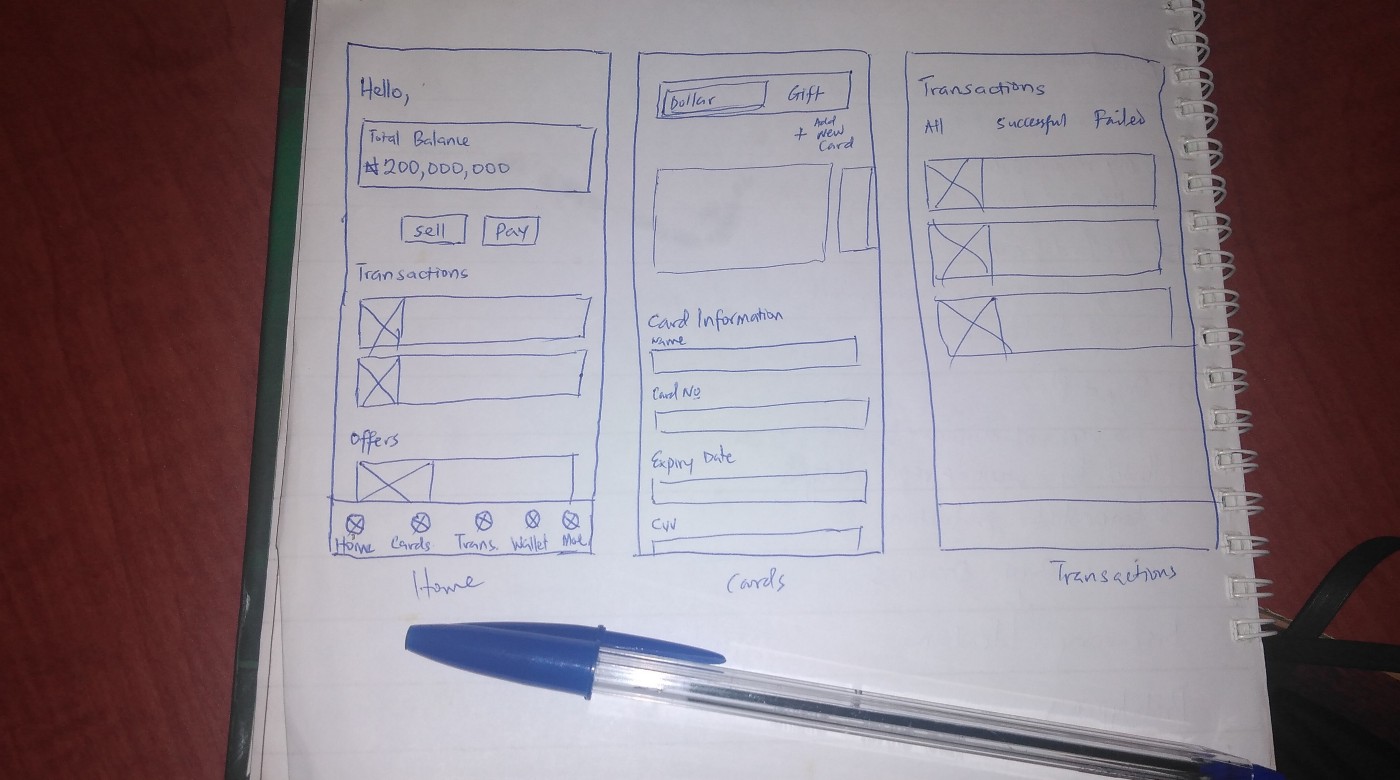 Hello,
Total Balance
₦200,000,000
sell
Pay
Transactions
Offers
Home Cards Trans. Wallet
Home
Dollar Gift
+ Add New Card
Card Information
Name
Card No
Expiry Date
CVV
Cards
Transactions
All Successful Failed
Transactions